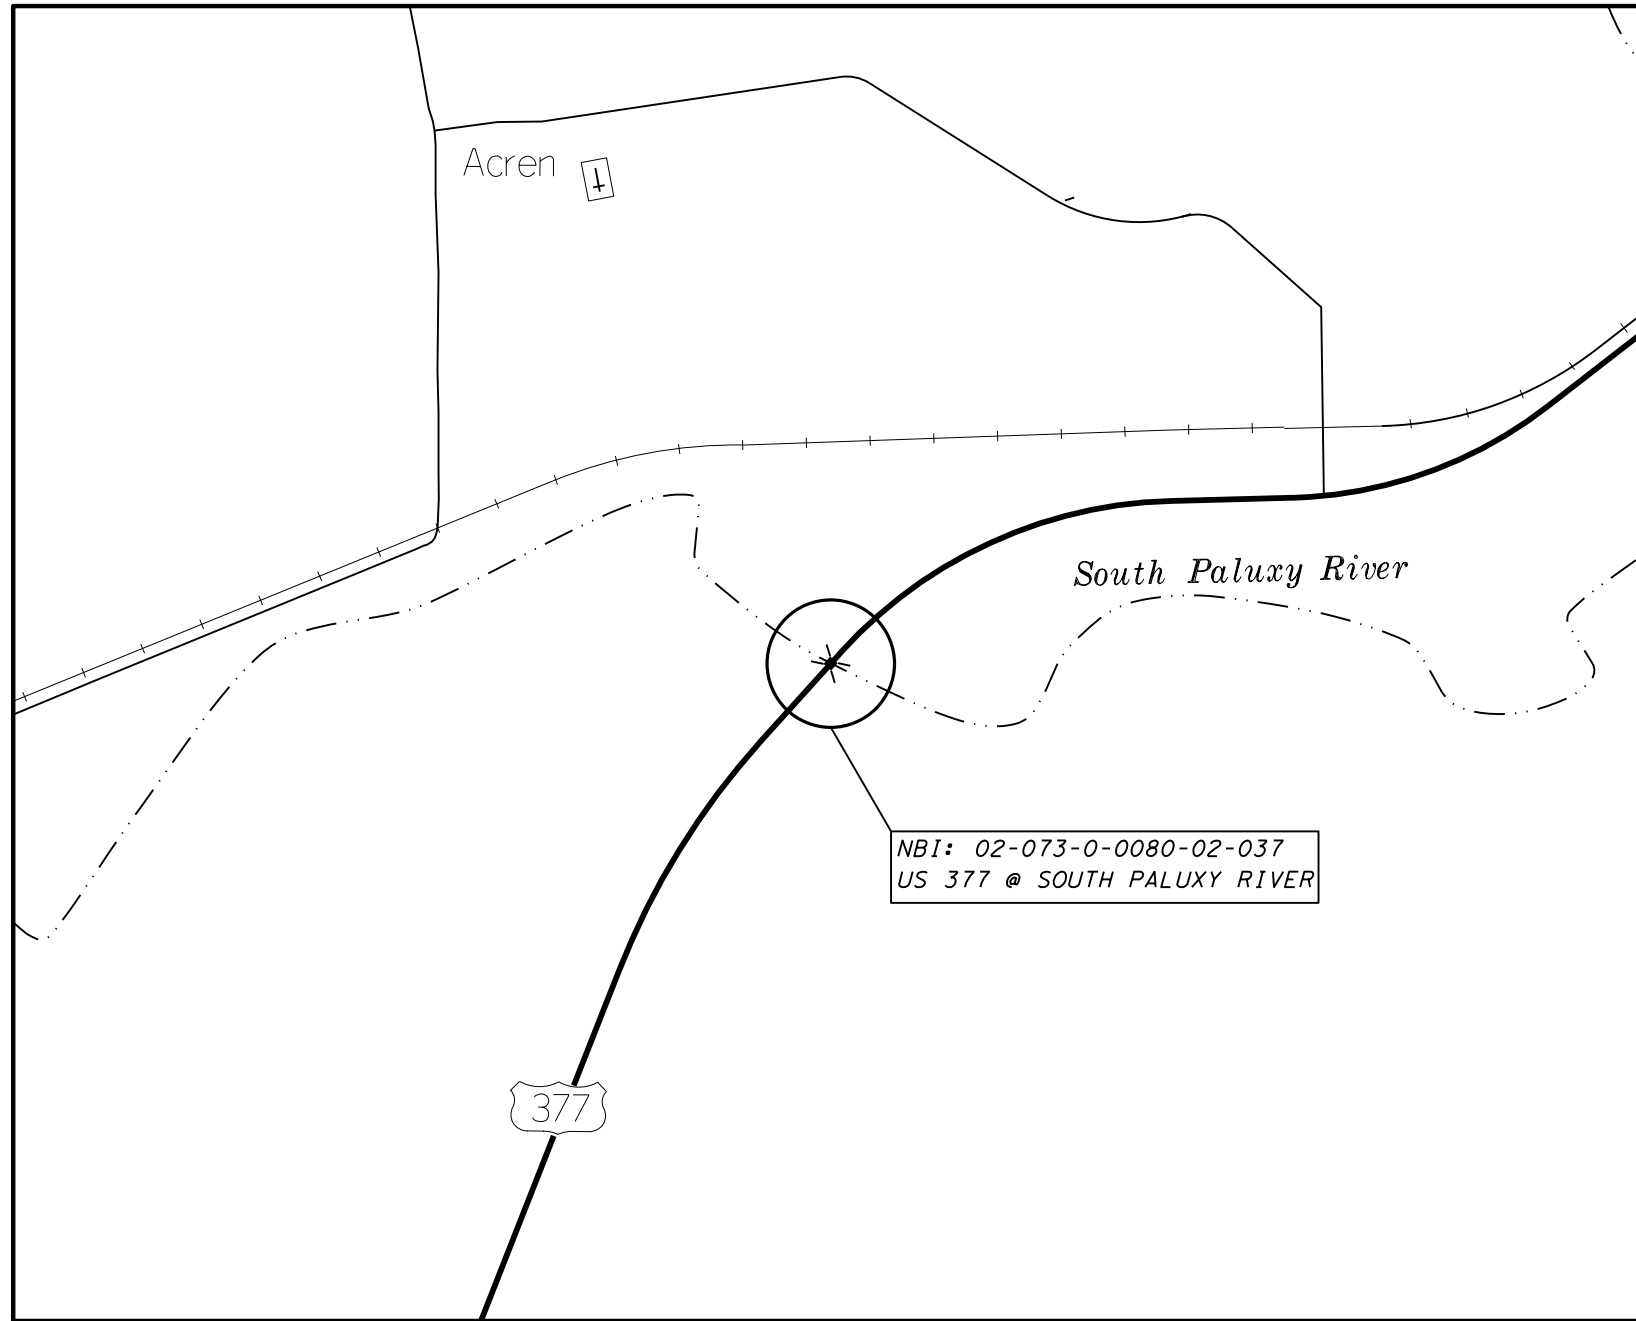 Acren
South Paluxy River
NBI: 02-073-0-0080-02-037
US 377 @ SOUTH PALUXY RIVER
377